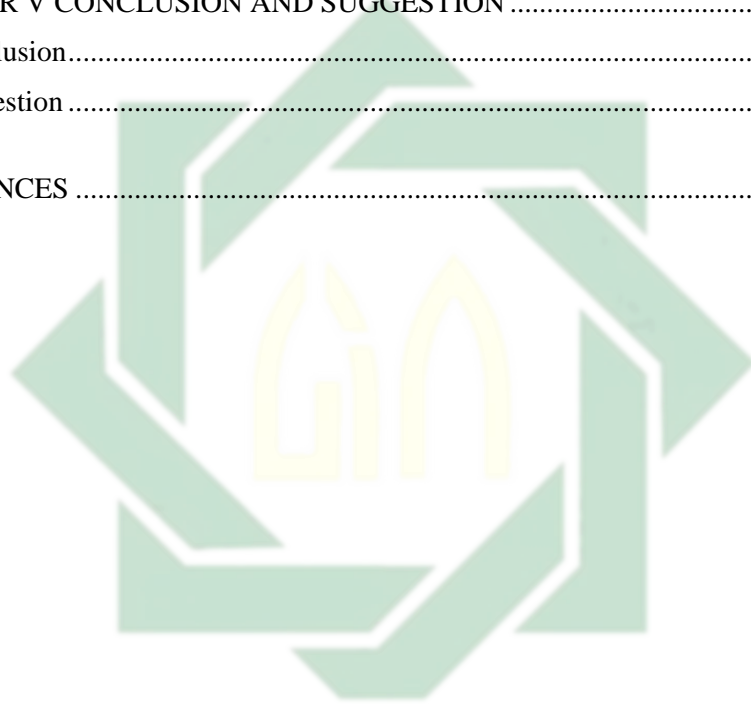 R V CONCLUSION AND SUGGESTION ........................................
lusion..............................................................................................................
estion ..............................................................................................................
NCES .............................................................................................................